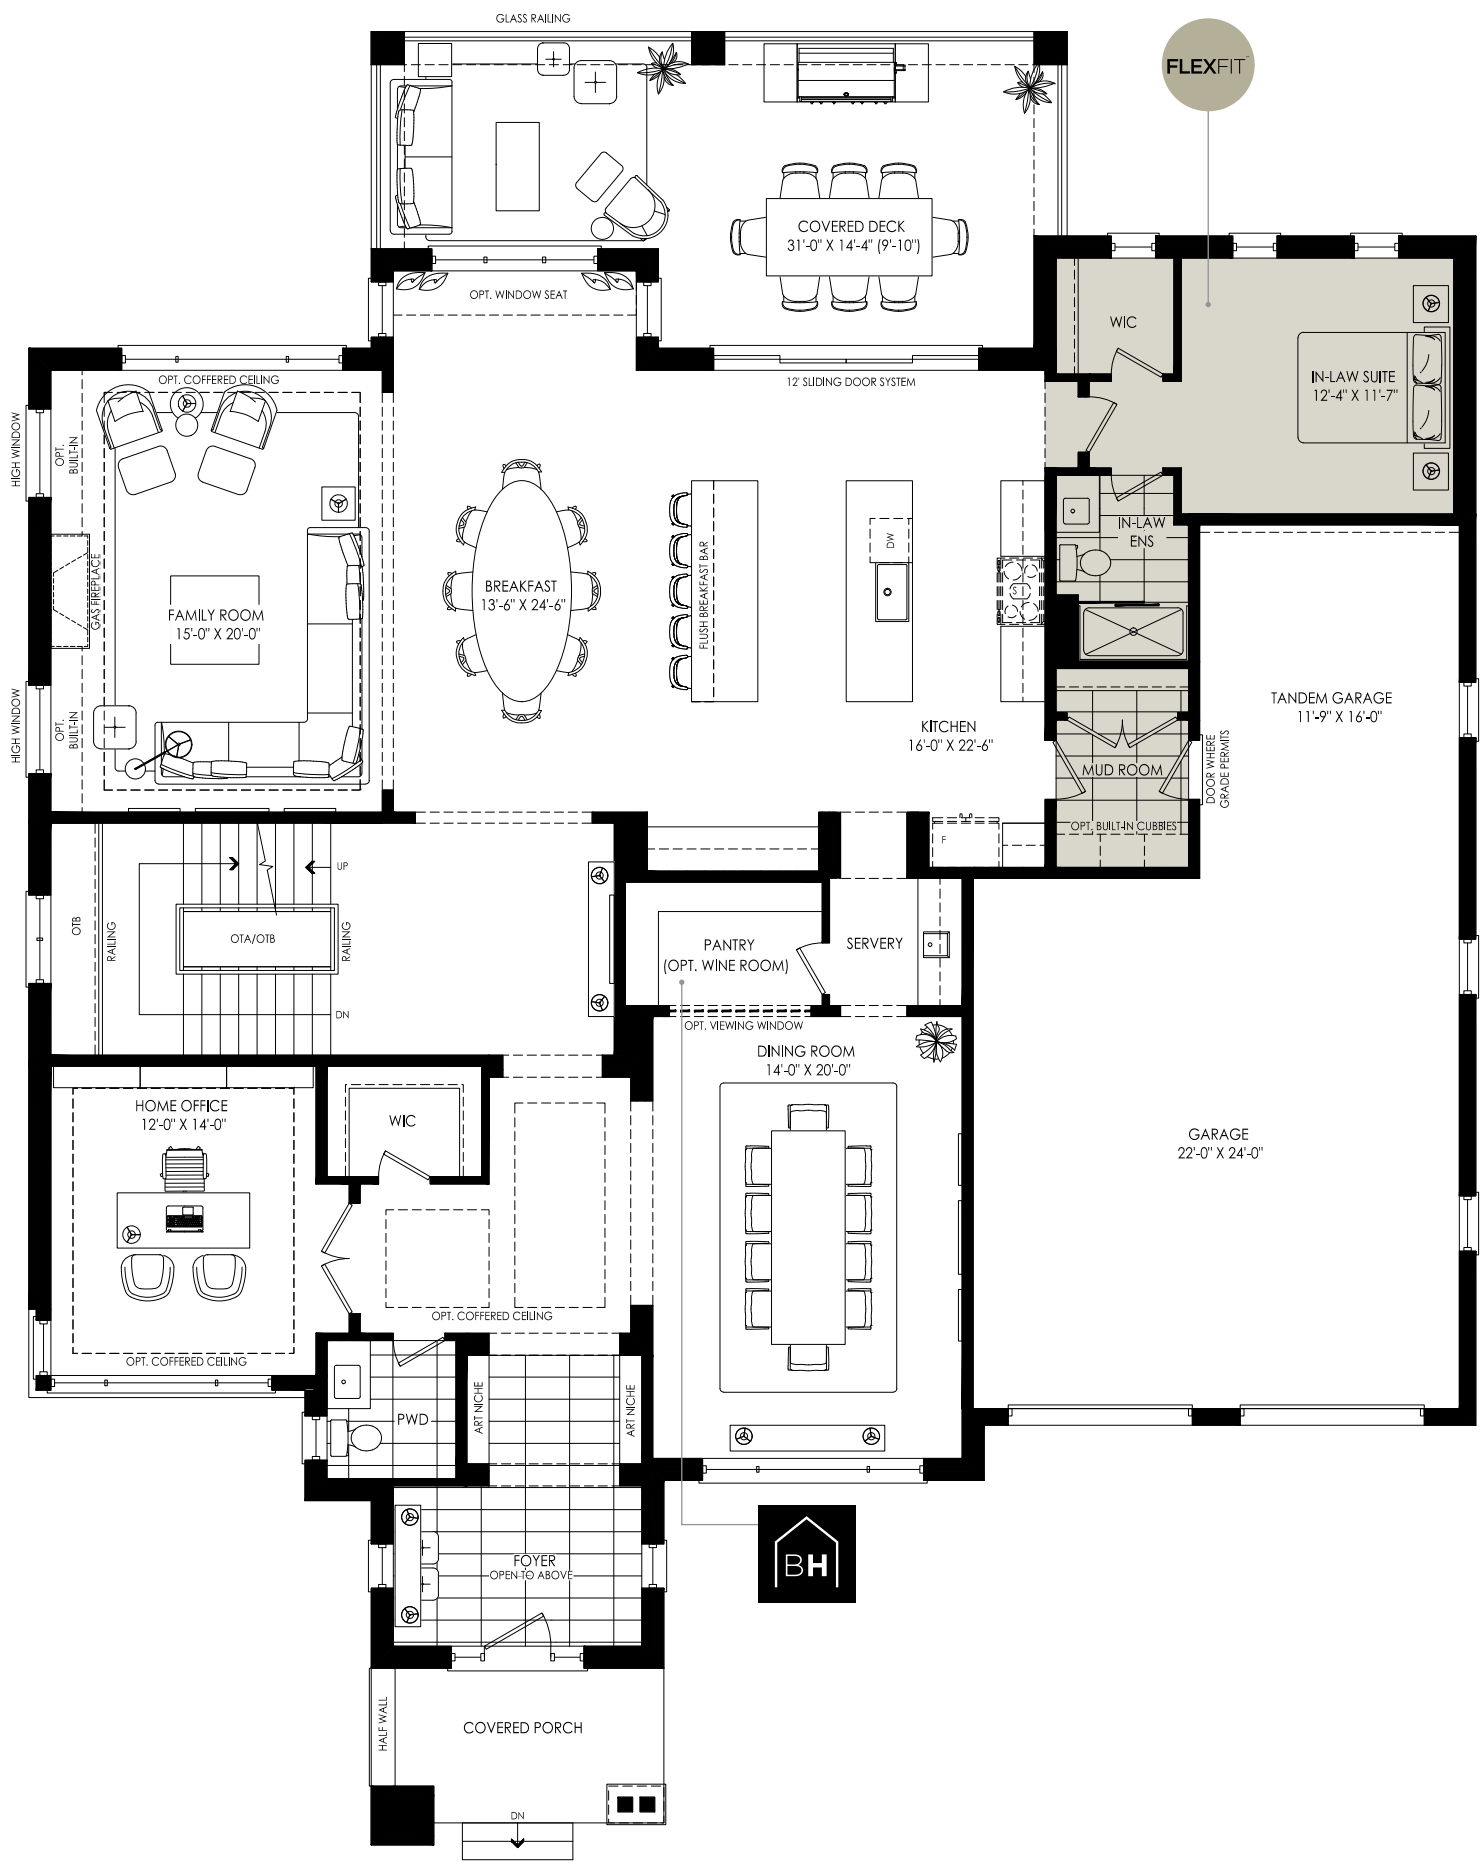 GLASS RAILING
FLEXFIT
COVERED DECK
31'-0" X 14'-4" (9'-10")
OPT. WINDOW SEAT
WIC
IN-LAW SUITE
12'-4" X 11'-7"
OPT. COFFERED CEILING
12' SLIDING DOOR SYSTEM
HIGH WINDOW
OPT.
BUILT-IN
IN-LAW
ENS
DW
FLUSH BREAKFAST BAR
GAS FIREPLACE
BREAKFAST
13'-6" X 24'-6"
S
FAMILY ROOM
15'-0" X 20'-0"
HIGH WINDOW
OPT.
BUILT-IN
KITCHEN
16'-0" X 22'-6"
TANDEM GARAGE
11'-9" X 16'-0"
MUD ROOM
DOOR WHERE
GRADE PERMITS
OPT. BUILT-IN CUBBIES
F
UP
OTB
RAILING
OTA/OTB
RAILING
DN
PANTRY
(OPT. WINE ROOM)
SERVERY
OPT. VIEWING WINDOW
DINING ROOM
14'-0" X 20'-0"
HOME OFFICE
12'-0" X 14'-0"
WIC
GARAGE
22'-0" X 24'-0"
OPT. COFFERED CEILING
OPT. COFFERED CEILING
PWD
ART NICHE
ART NICHE
FOYER
OPEN TO ABOVE
BH
HALF WALL
COVERED PORCH
DN